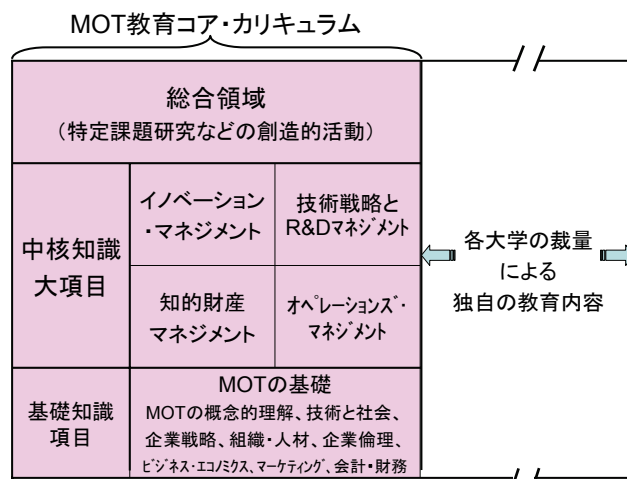 MOT教育コア・カリキュラム
総合領域
(特定課題研究などの創造的活動)
中核知識
大項目
イノベーション
・マネジメント
技術戦略と
R&Dマネジメント
知的財産
マネジメント
オペレーションズ・
マネジメント
各大学の裁量
による
独自の教育内容
基礎知識
項目
MOTの基礎
MOTの概念的理解、技術と社会、
企業戦略、組織・人材、企業倫理、
ビジネス・エコノミクス、マーケティング、会計・財務